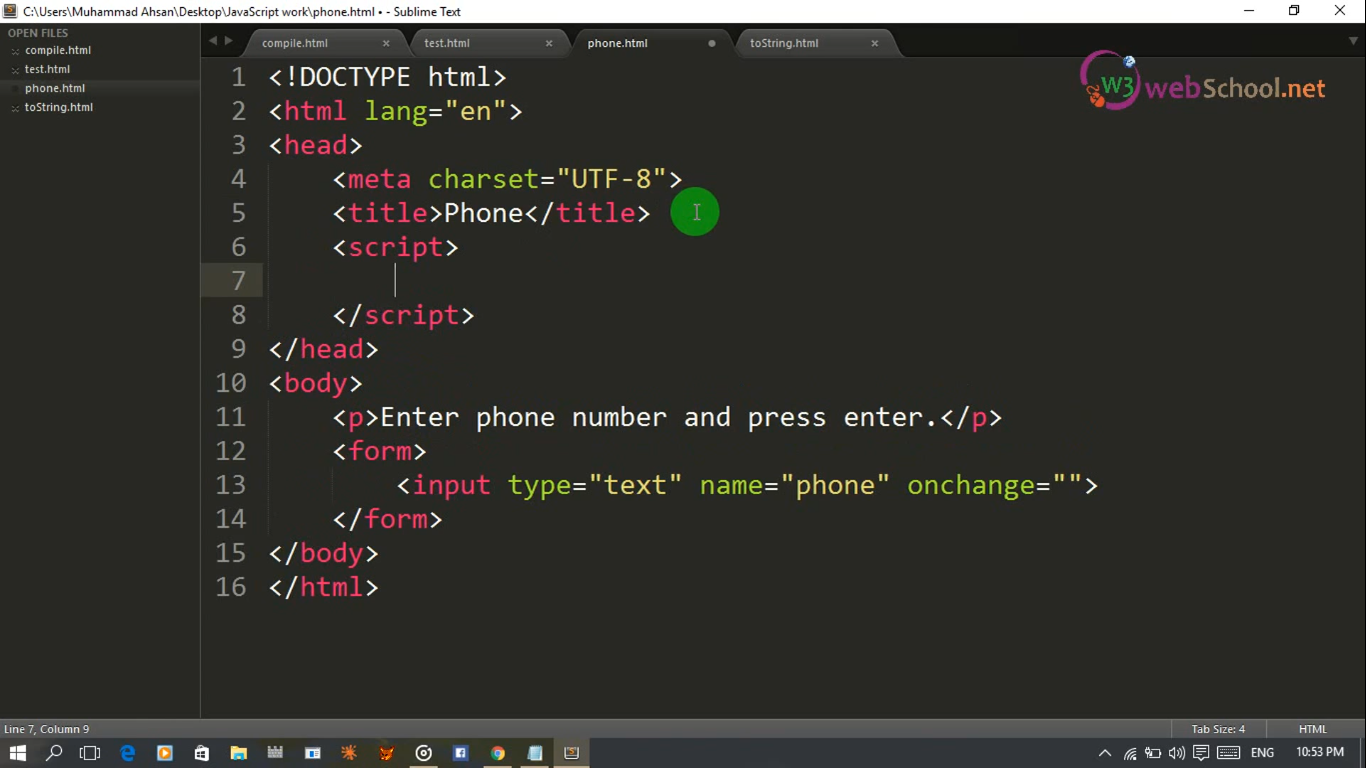 C:\Users\Muhammad Ahsan\Desktop\JavaScript work\phone.html • - Sublime Text
OPEN FILES
compile.html
test.html
phone.html
toString.html
compile.html × test.html × phone.html toString.html ×
W3 webSchool.net
1 <!DOCTYPE html>
2 <html lang="en">
3 <head>
4 <meta charset="UTF-8">
5 <title>Phone</title>
6 <script>
7
8 </script>
9 </head>
10 <body>
11 <p>Enter phone number and press enter.</p>
12 <form>
13 <input type="text" name="phone" onchange="">
14 </form>
15 </body>
16 </html>
Line 7, Column 9 Tab Size: 4 HTML
ENG 10:53 PM